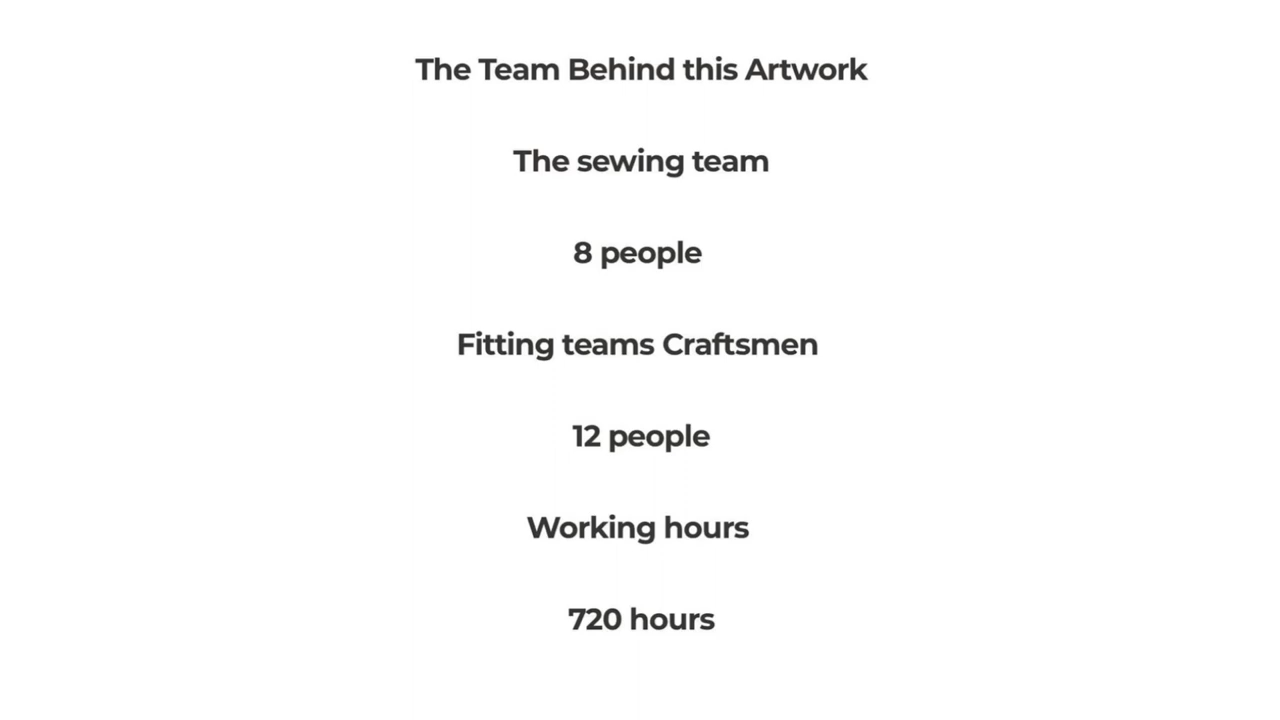 The Team Behind this Artwork
The sewing team
8 people
Fitting teams Craftsmen
12 people
Working hours
720 hours